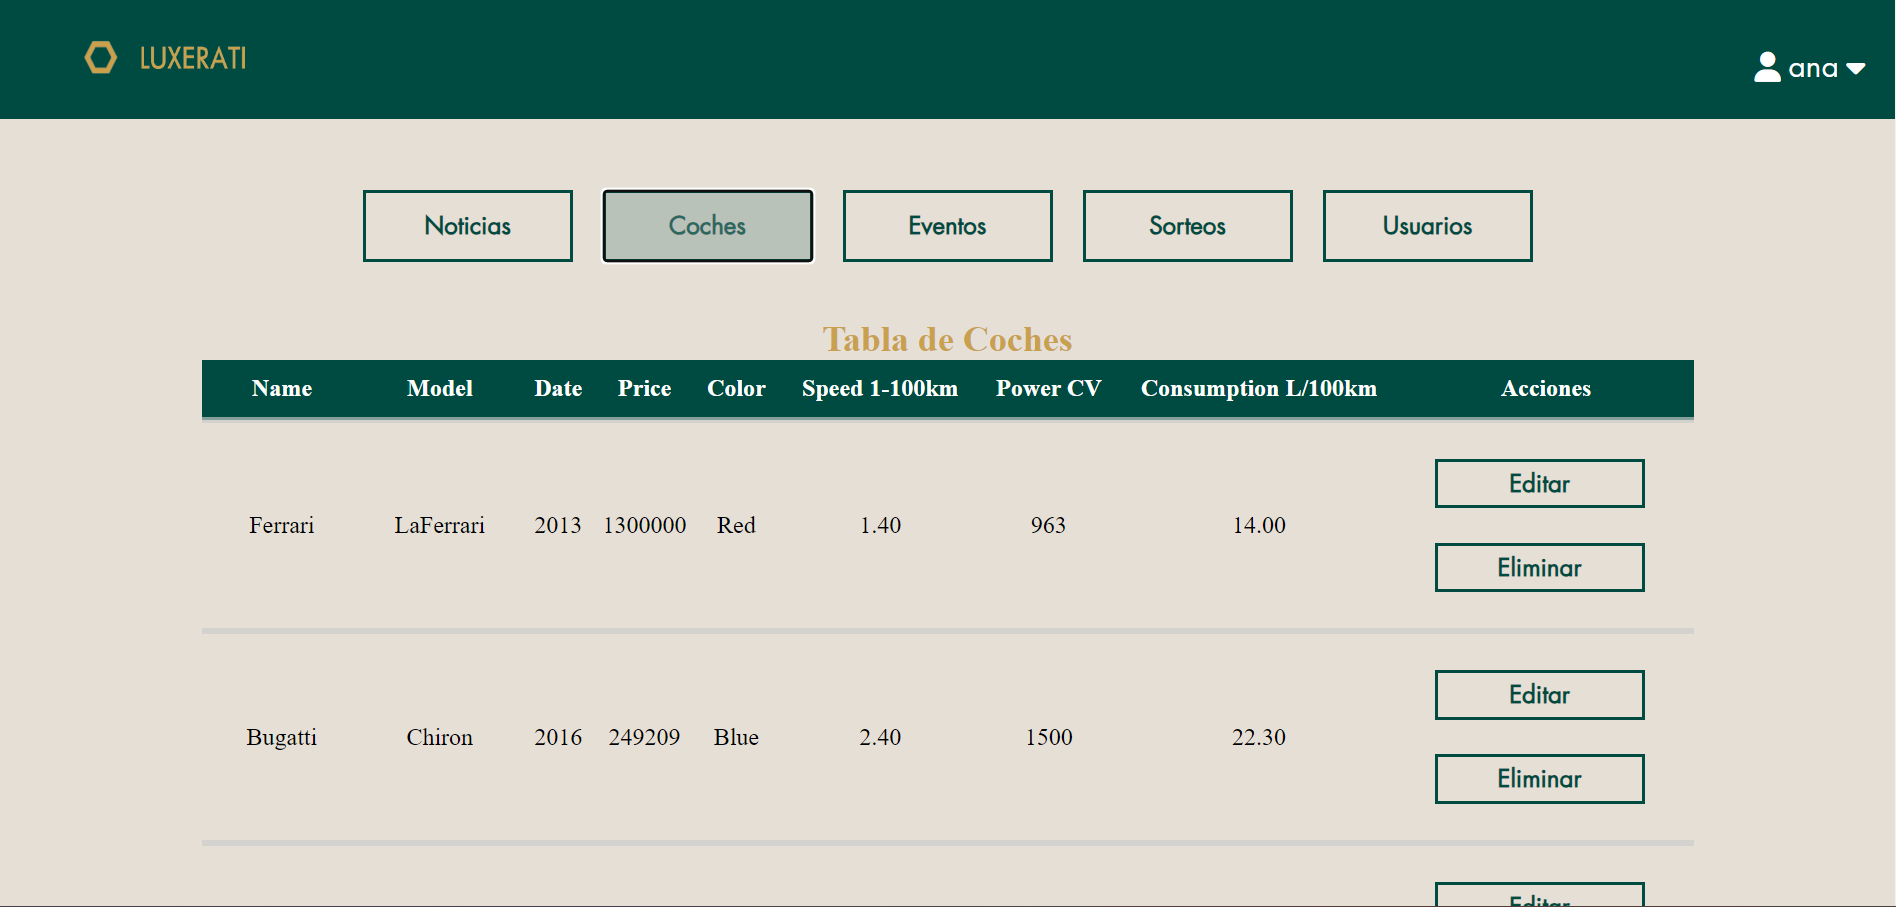 LUXERATI
ana
Noticias Coches Eventos Sorteos Usuarios
Tabla de Coches
Name Model Date Price Color Speed 1-100km Power CV Consumption L/100km Acciones
Editar
Ferrari LaFerrari 2013 1300000 Red 1.40 963 14.00
Eliminar
Editar
Bugatti Chiron 2016 249209 Blue 2.40 1500 22.30
Eliminar
Editar